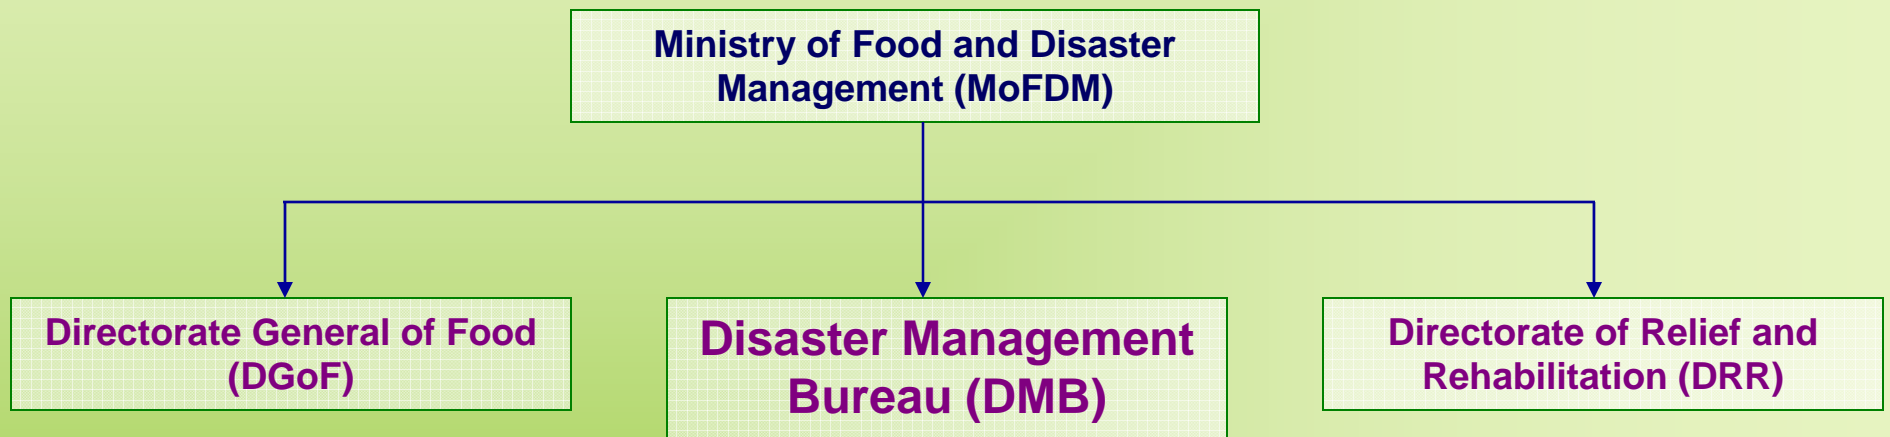 Ministry of Food and Disaster
Management (MoFDM)
Directorate General of Food
(DGoF)
Disaster Management
Bureau (DMB)
Directorate of Relief and
Rehabilitation (DRR)